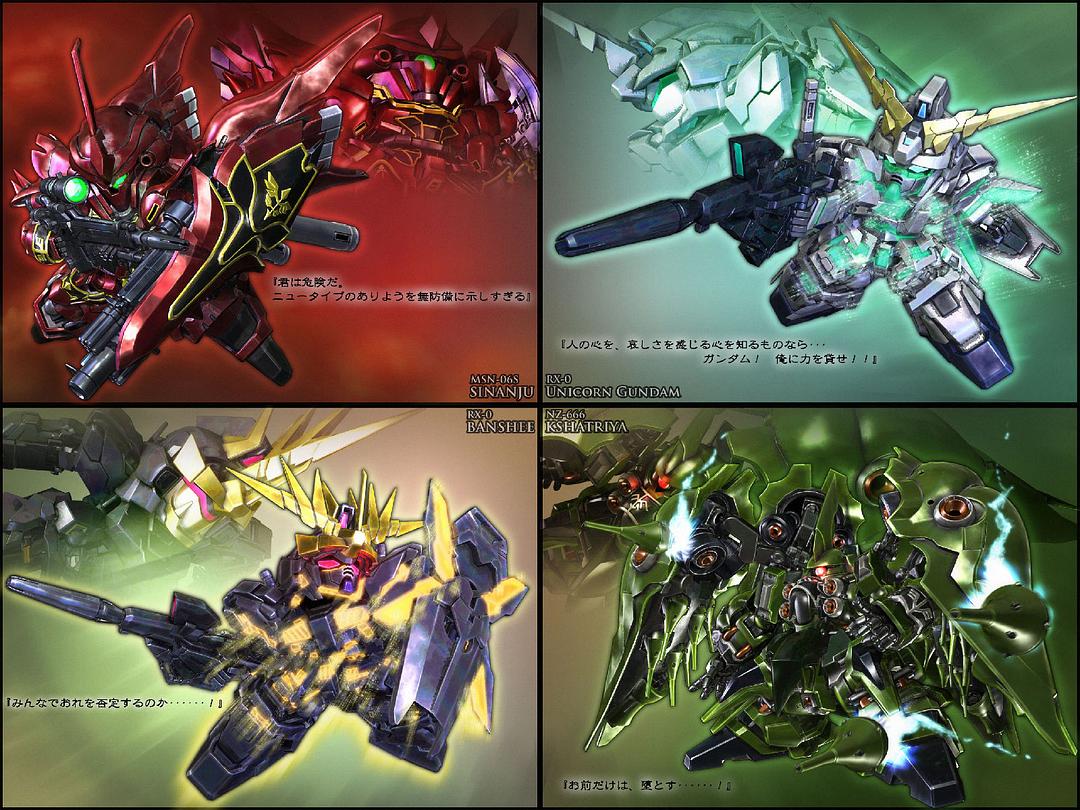 『君は危険だ。
ニュータイプのありようを無防備に示しすぎる』
MSN-06S
SINANJU
『人の心を、哀しさを感じる心を知るものなら･･･
ガンダム！ 俺に力を貸せ！！』
RX-0
UNICORN GUNDAM
RX-0
BANSHEE
『みんなでおれを否定するのか･･････！』
NZ-666
KSHATRIYA
『お前だけは、堕とす･･････！』